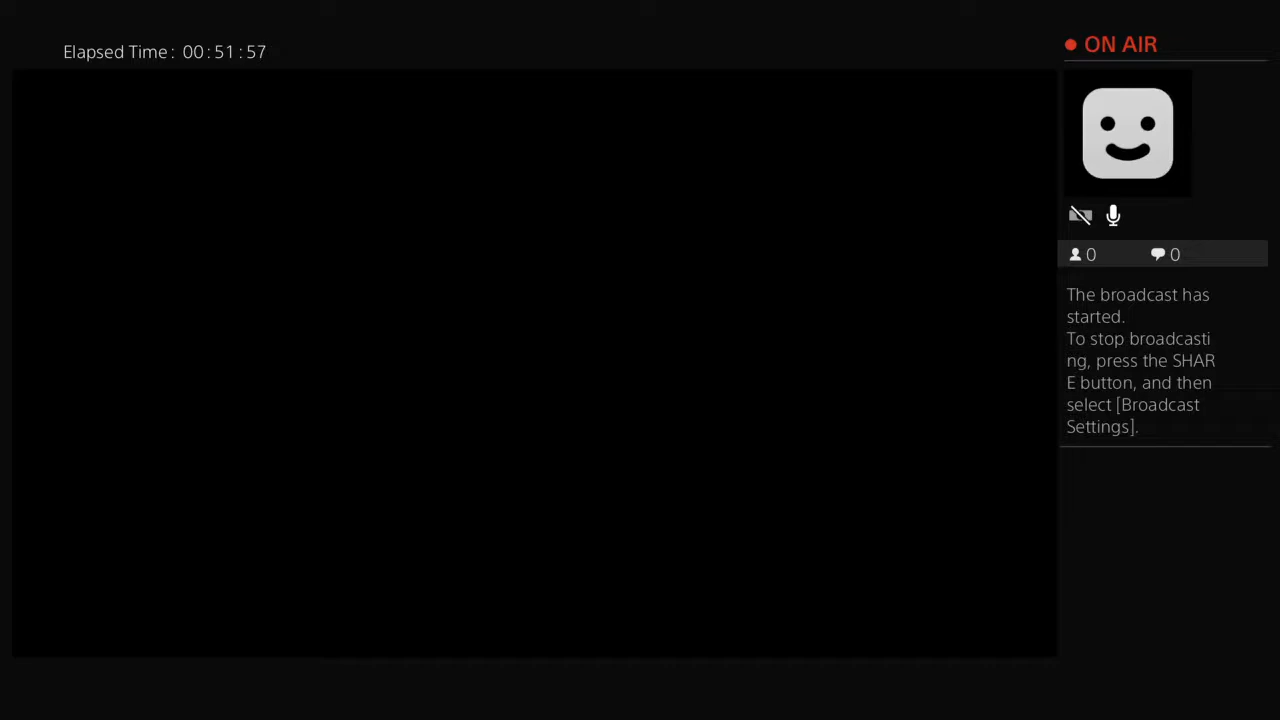 Elapsed Time: 00:51:57
ON AIR
0 0
The broadcast has
started.
To stop broadcasti
ng, press the SHAR
E button, and then
select [Broadcast
Settings].